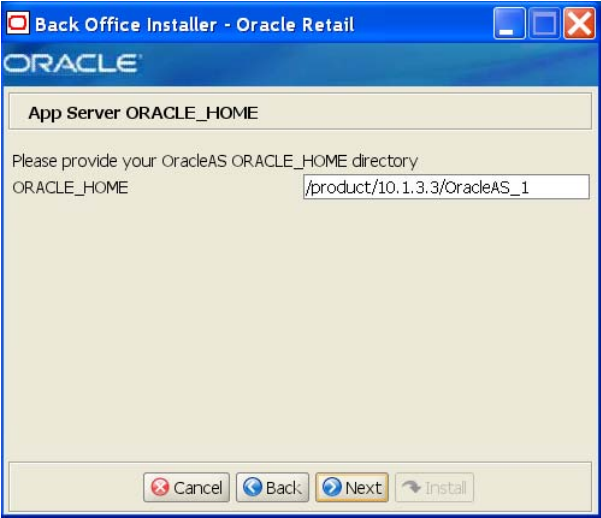 Back Office Installer - Oracle Retail
ORACLE
App Server ORACLE_HOME
Please provide your OracleAS ORACLE_HOME directory
ORACLE_HOME /product/10.1.3.3/OracleAS_1
Cancel Back Next Install